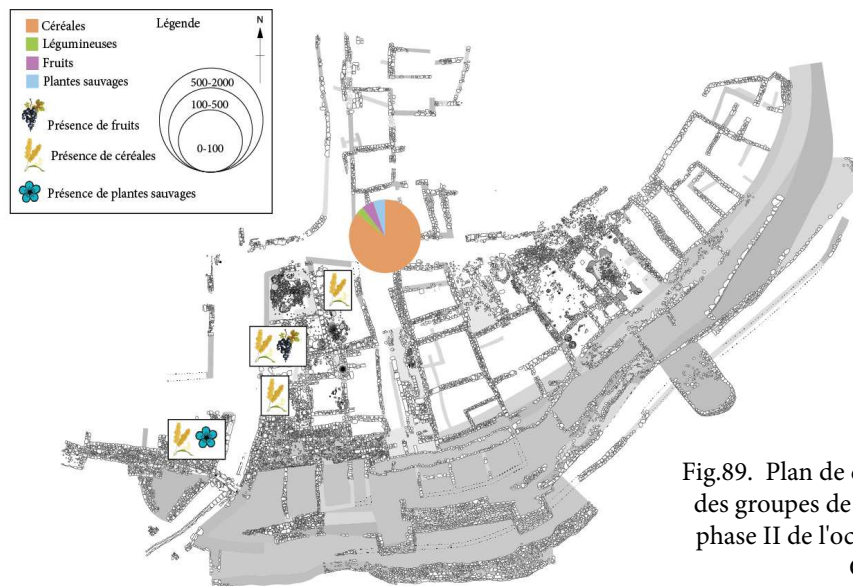 Légende
N
Céréales
Légumineuses
Fruits
Plantes sauvages
500-2000
100-500
0-100
Présence de fruits
Présence de céréales
Présence de plantes sauvages
Fig.89. Plan de
des groupes de
phase II de l'oc